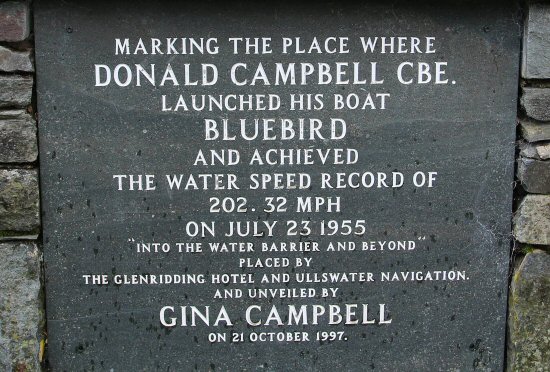 MARKING THE PLACE WHERE
DONALD CAMPBELL CBE.
LAUNCHED HIS BOAT
BLUEBIRD
AND ACHIEVED
THE WATER SPEED RECORD OF
202. 32 MPH
ON JULY 23 1955
"INTO THE WATER BARRIER AND BEYOND"
PLACED BY
THE GLENRIDDING HOTEL AND ULLSWATER NAVIGATION.
AND UNVEILED BY
GINA CAMPBELL
ON 21 OCTOBER 1997.